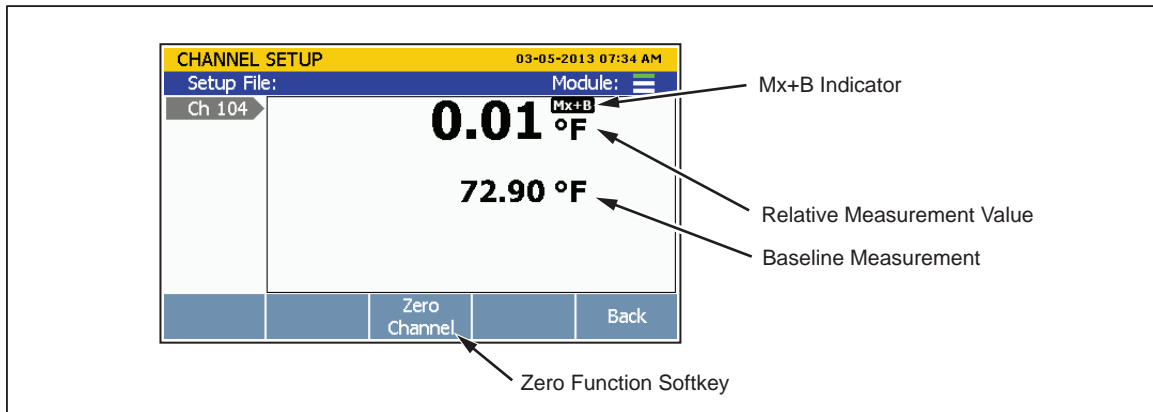 CHANNEL SETUP 03-05-2013 07:34 AM
Setup File: Module:
Ch 104
Mx+B
0.01 °F
72.90 °F
Zero
Channel
Back
Mx+B Indicator
Relative Measurement Value
Baseline Measurement
Zero Function Softkey